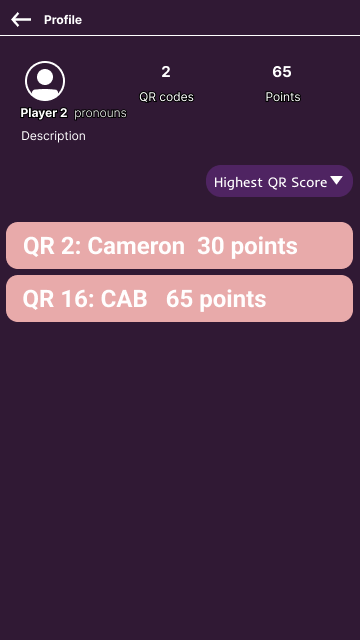 Profile
2 65
QR codes Points
Player 2 pronouns
Description
Highest QR Score
QR 2: Cameron 30 points
QR 16: CAB 65 points